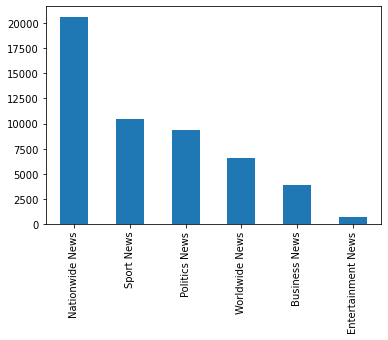 20000
17500
15000
12500
10000
7500
5000
2500
0
Nationwide News
Sport News
Politics News
Worldwide News
Business News
Entertainment News